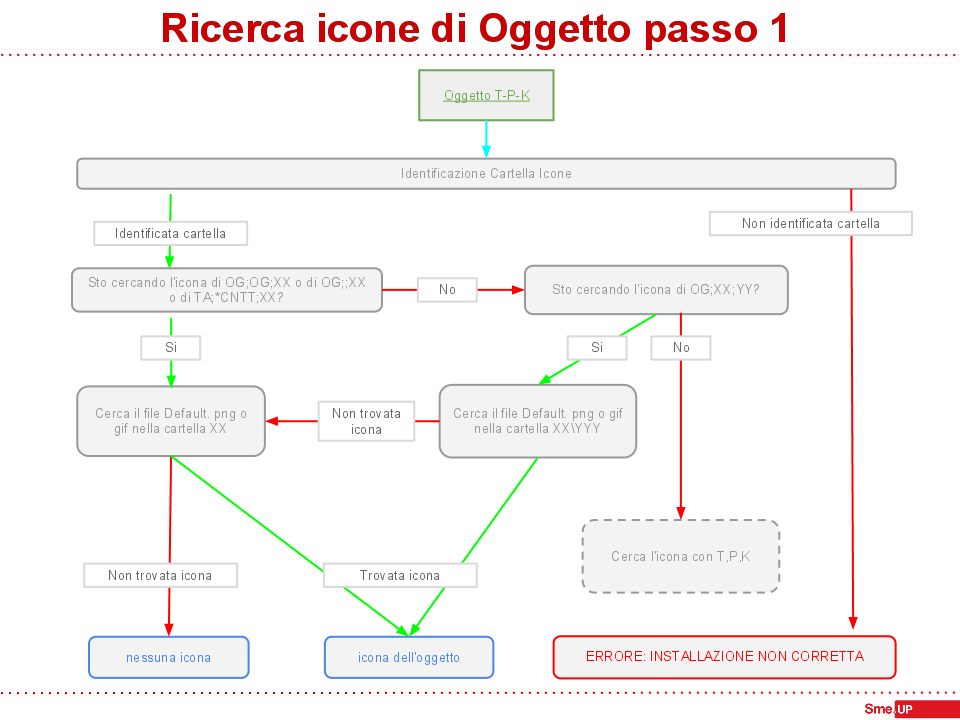 Ricerca icone di Oggetto passo 1
Oggetto T-P-K
Identificazione Cartella Icone
Identificata cartella
Non identificata cartella
Sto cercando l'icona di OG;OG;XX o di OG;;XX
o di TA;*CNTT;XX?
No
Sto cercando l'icona di OG;XX;YY?
Si
Si
No
Cerca il file Default. png o
gif nella cartella XX
Non trovata
icona
Cerca il file Default. png o gif
nella cartella XX\YYY
Cerca l'icona con T,P,K
Non trovata icona
Trovata icona
nessuna icona
icona dell'oggetto
ERRORE: INSTALLAZIONE NON CORRETTA
Sme.UP